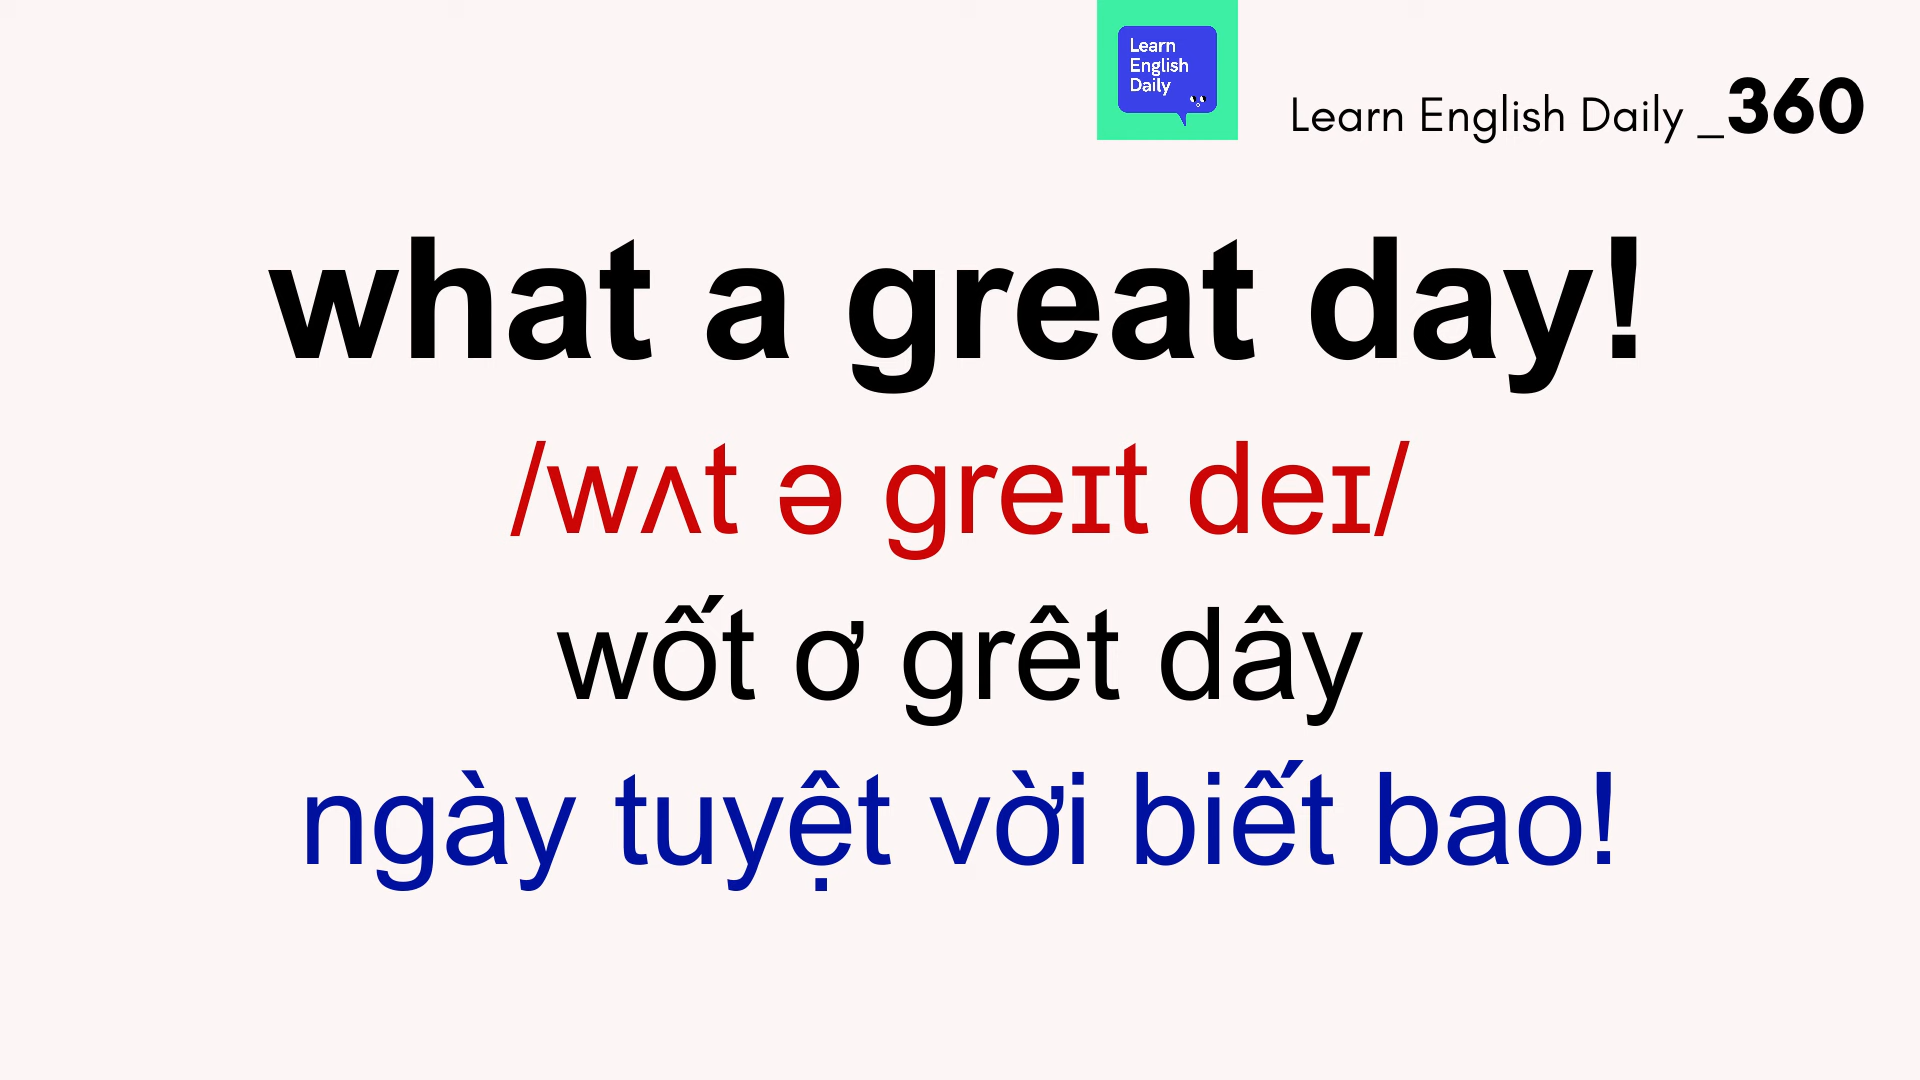 Learn
English
Daily
Learn English Daily _360
what a great day!
/wʌt ə greɪt deɪ/
wốt ơ grêt dây
ngày tuyệt vời biết bao!